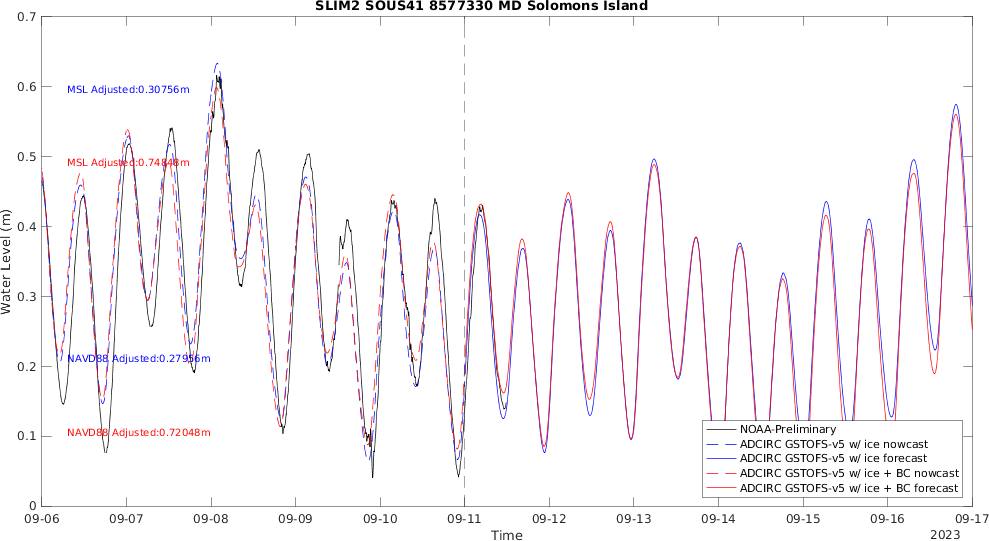 SLIM2 SOUS41 8577330 MD Solomons Island
0.7
0.6
0.5
0.4
0.3
0.2
0.1
0
Water Level (m)
MSL Adjusted:0.30756m
MSL Adjusted:0.74848m
NAVD88 Adjusted:0.27956m
NAVD88 Adjusted:0.72048m
NOAA-Preliminary
ADCIRC GSTOFS-v5 w/ ice nowcast
ADCIRC GSTOFS-v5 w/ ice forecast
ADCIRC GSTOFS-v5 w/ ice + BC nowcast
ADCIRC GSTOFS-v5 w/ ice + BC forecast
09-06 09-07 09-08 09-09 09-10 09-11 09-12 09-13 09-14 09-15 09-16 09-17
Time
2023